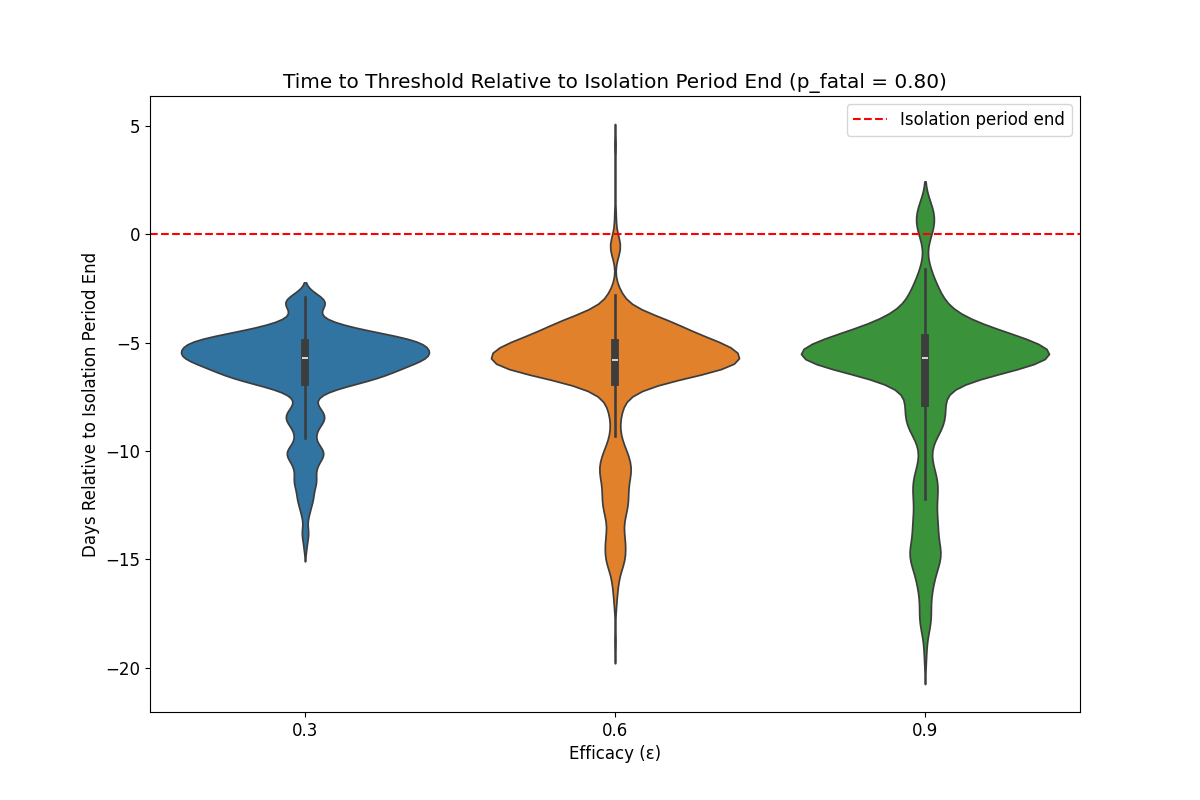 Time to Threshold Relative to Isolation Period End (p_fatal = 0.80)
Isolation period end
5
0
−5
−10
−15
−20
Days Relative to Isolation Period End
0.3 0.6 0.9
Efficacy (ε)